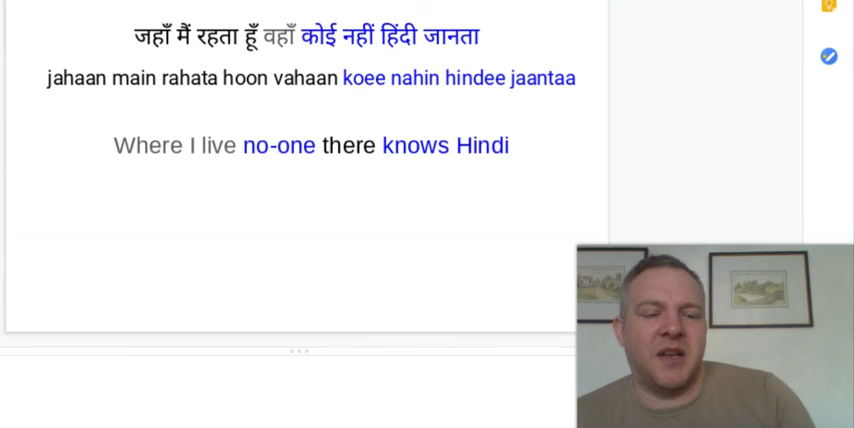 जहाँ मैं रहता हूँ वहाँ कोई नहीं हिंदी जानता
jahaan main rahata hoon vahaan koee nahin hindee jaantaa
Where I live no-one there knows Hindi